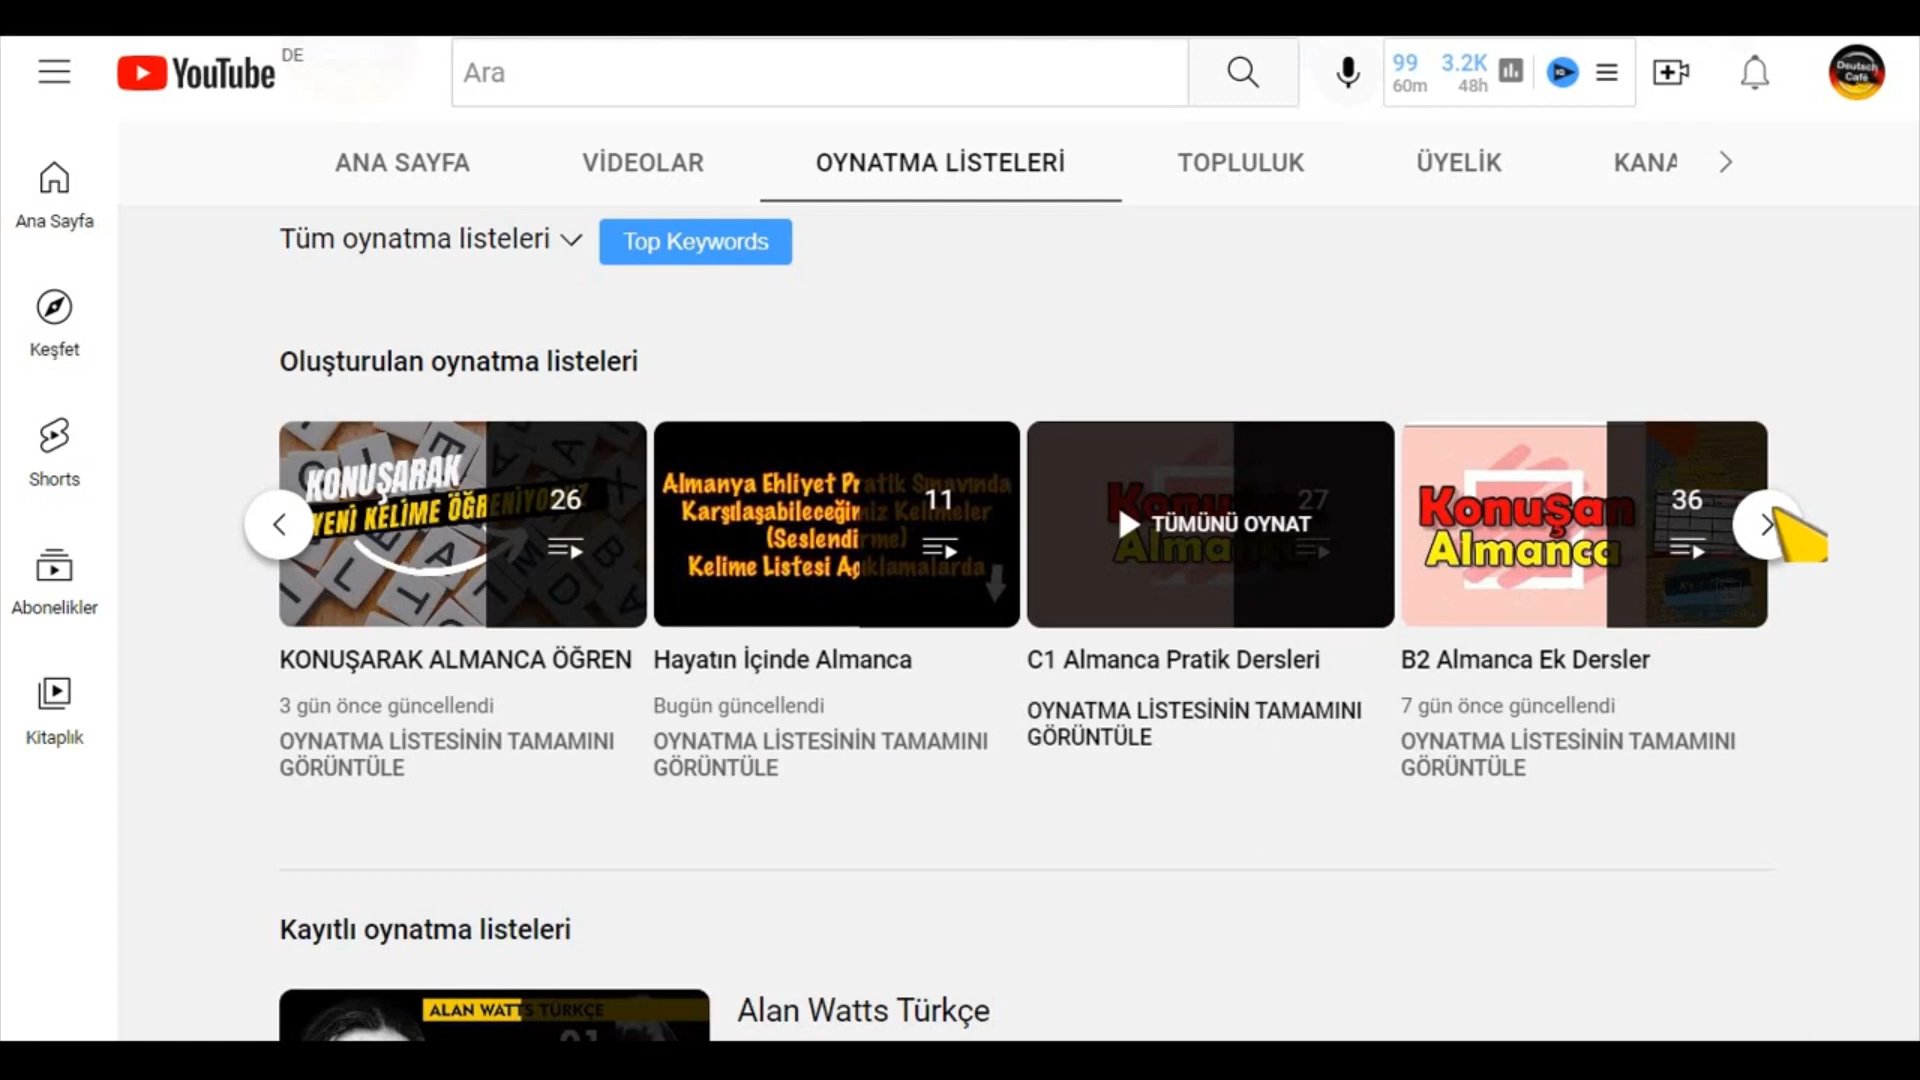 YouTube DE
Ara
99
60m
3.2K
48h
Deutsch
Café
ANA SAYFA
VİDEOLAR
OYNATMA LİSTELERİ
TOPLULUK
ÜYELİK
KANA
Ana Sayfa
Keşfet
Shorts
Abonelikler
Kitaplık
Tüm oynatma listeleri
Top Keywords
Oluşturulan oynatma listeleri
KONUŞARAK
YENİ KELİME ÖĞRENİYORUZ
26
KONUŞARAK ALMANCA ÖĞREN
3 gün önce güncellendi
OYNATMA LİSTESİNİN TAMAMINI
GÖRÜNTÜLE
Almanya Ehliyet Pratik Sınavında
Karşılaşabileceğimiz Kelimeler
(Seslendirme)
Kelime Listesi Açıklamalarda
11
Hayatın İçinde Almanca
Bugün güncellendi
OYNATMA LİSTESİNİN TAMAMINI
GÖRÜNTÜLE
Konuşan
Almanca
27
TÜMÜNÜ OYNAT
C1 Almanca Pratik Dersleri
OYNATMA LİSTESİNİN TAMAMINI
GÖRÜNTÜLE
Konuşan
Almanca
36
B2 Almanca Ek Dersler
7 gün önce güncellendi
OYNATMA LİSTESİNİN TAMAMINI
GÖRÜNTÜLE
Kayıtlı oynatma listeleri
ALAN WATTS TÜRKÇE
Alan Watts Türkçe